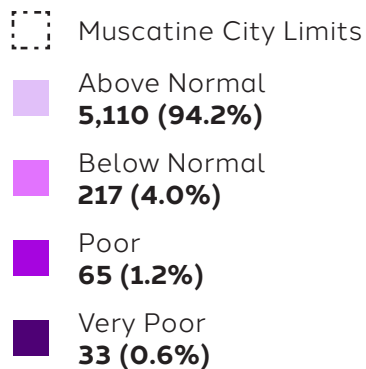 Muscatine City Limits
Above Normal
5,110 (94.2%)
Below Normal
217 (4.0%)
Poor
65 (1.2%)
Very Poor
33 (0.6%)